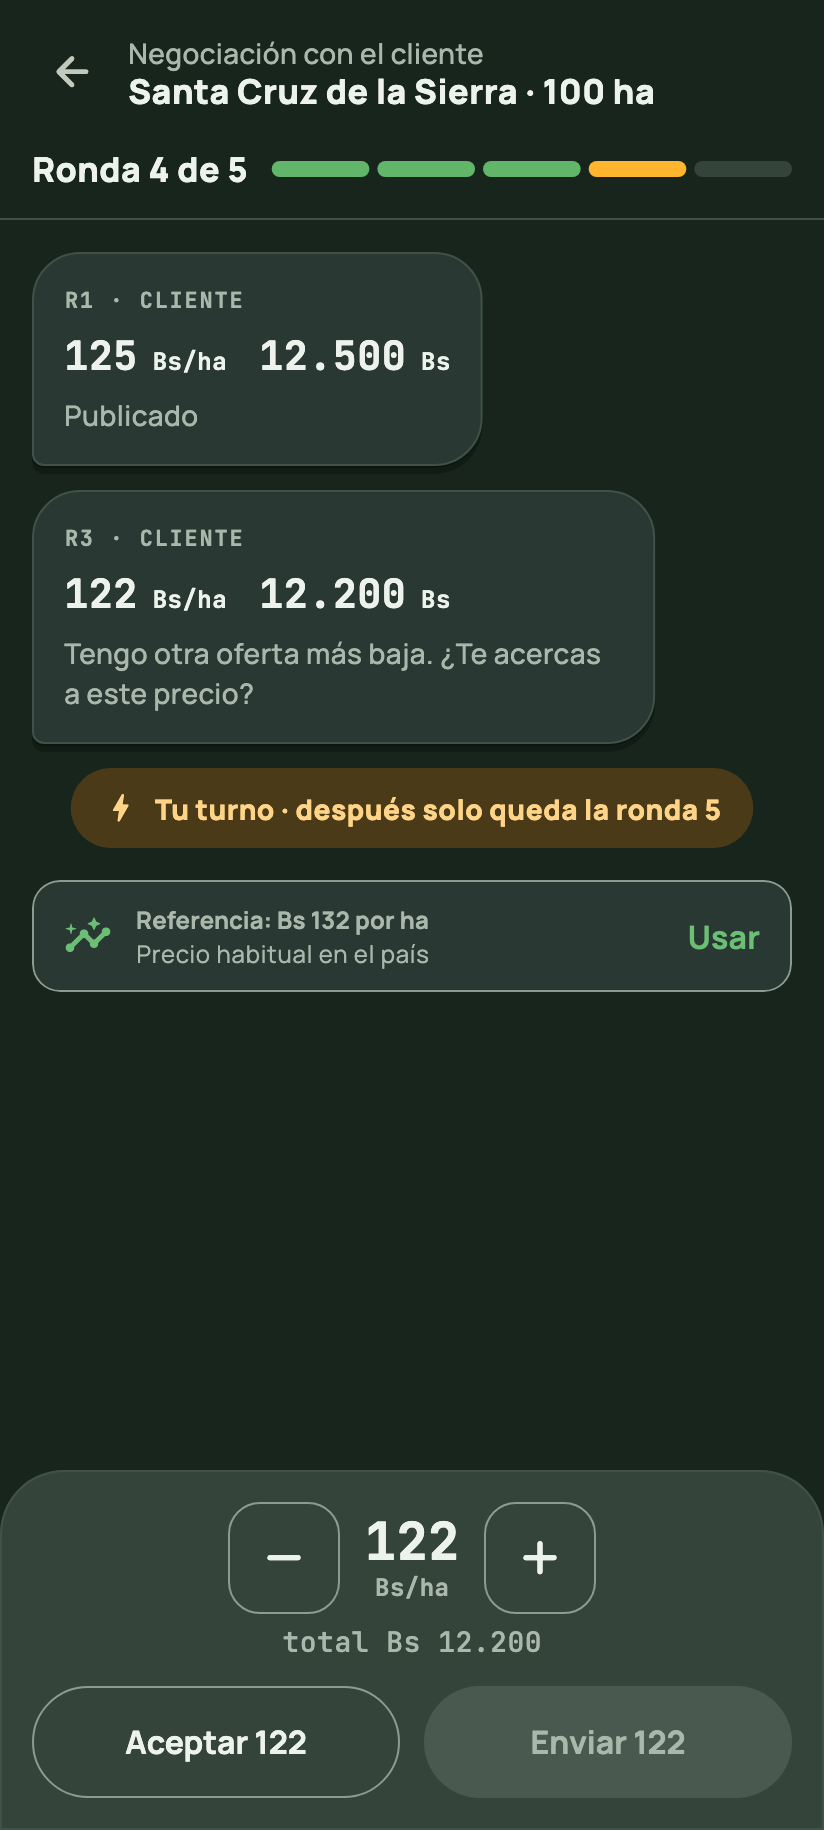 Negociación con el cliente
Santa Cruz de la Sierra · 100 ha
Ronda 4 de 5
R1 · CLIENTE
125 Bs/ha 12.500 Bs
Publicado
R3 · CLIENTE
122 Bs/ha 12.200 Bs
Tengo otra oferta más baja. ¿Te acercas
a este precio?
Tu turno · después solo queda la ronda 5
Referencia: Bs 132 por ha
Precio habitual en el país
Usar
122
Bs/ha
total Bs 12.200
Aceptar 122
Enviar 122